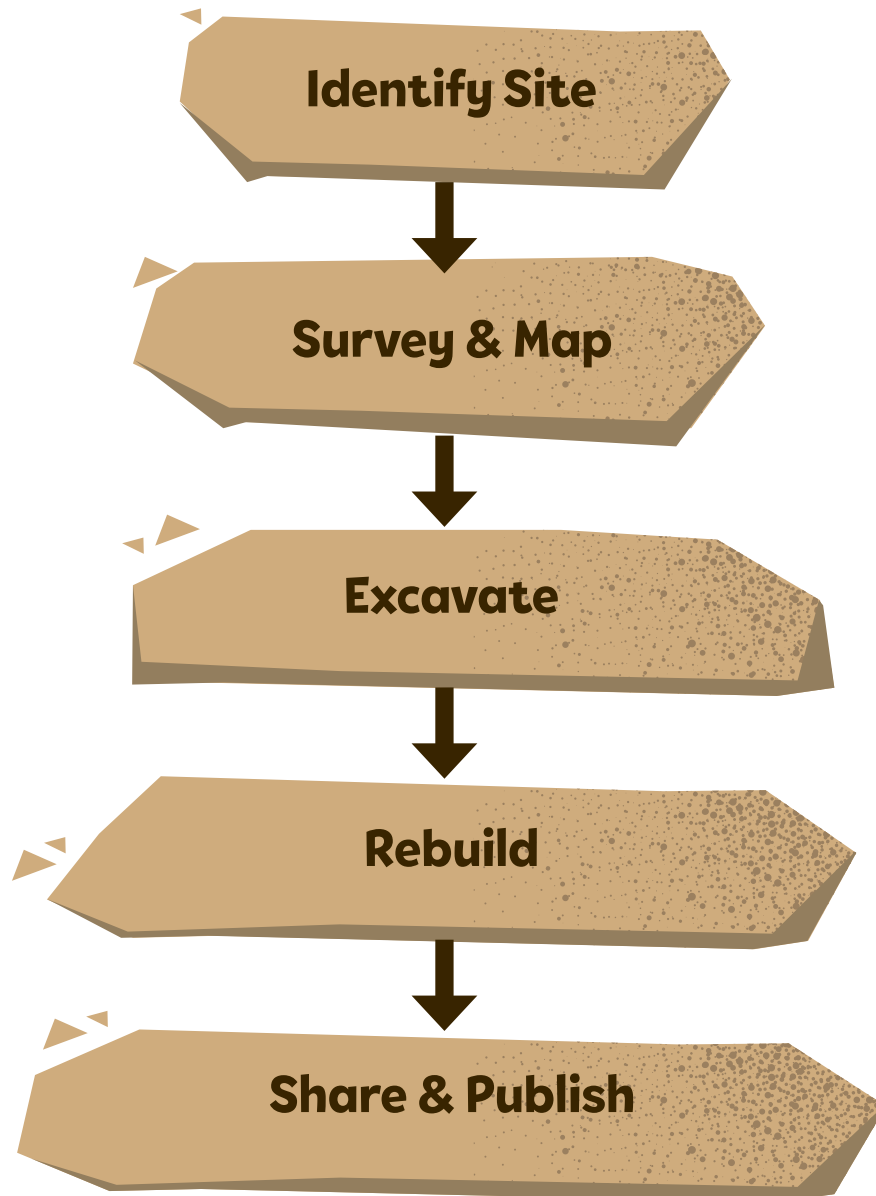 Identify Site
Survey & Map
Excavate
Rebuild
Share & Publish